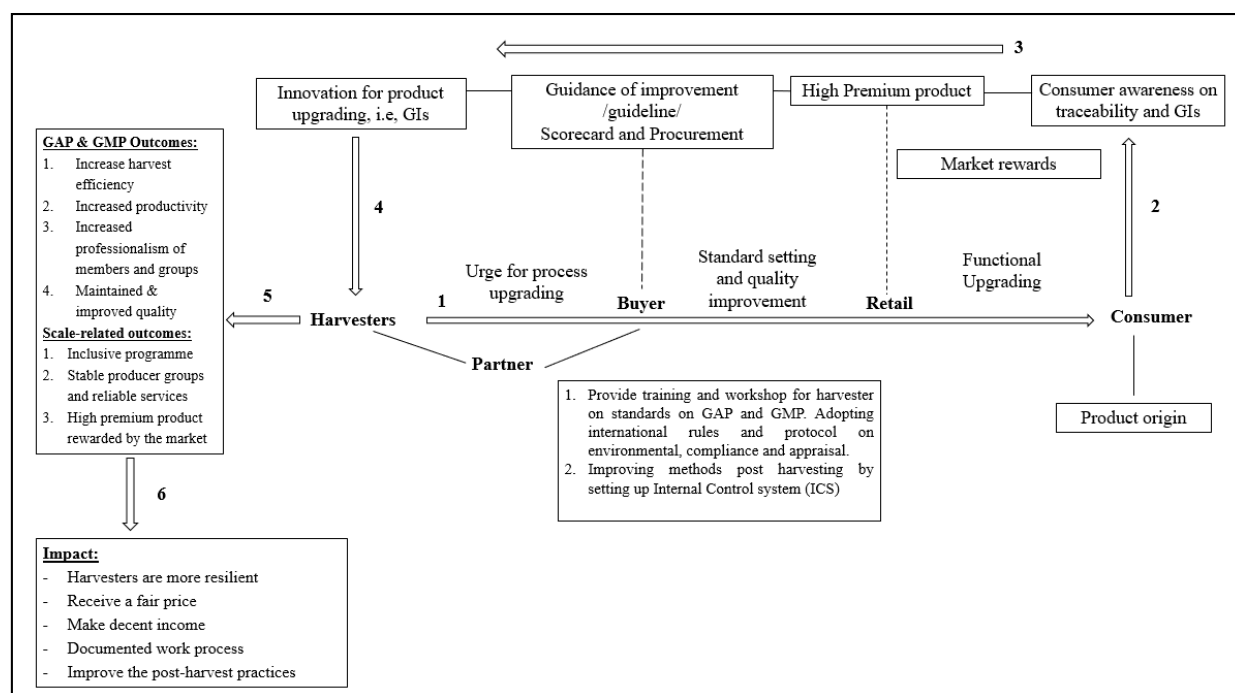 3
Innovation for product
upgrading, i.e, GIs
Guidance of improvement
/guideline/
Scorecard and Procurement
High Premium product
Consumer awareness on
traceability and GIs
Market rewards
GAP & GMP Outcomes:
1. Increase harvest
efficiency
2. Increased productivity
3. Increased
professionalism of
members and groups
4. Maintained &
improved quality
Scale-related outcomes:
1. Inclusive programme
2. Stable producer groups
and reliable services
3. High premium product
rewarded by the market
4
2
Urge for process
upgrading
Standard setting
and quality
improvement
Functional
Upgrading
5
Harvesters
1
Buyer
Retail
Consumer
Partner
1. Provide training and workshop for harvester
on standards on GAP and GMP. Adopting
international rules and protocol on
environmental, compliance and appraisal.
2. Improving methods post harvesting by
setting up Internal Control system (ICS)
Product origin
6
Impact:
- Harvesters are more resilient
- Receive a fair price
- Make decent income
- Documented work process
- Improve the post-harvest practices